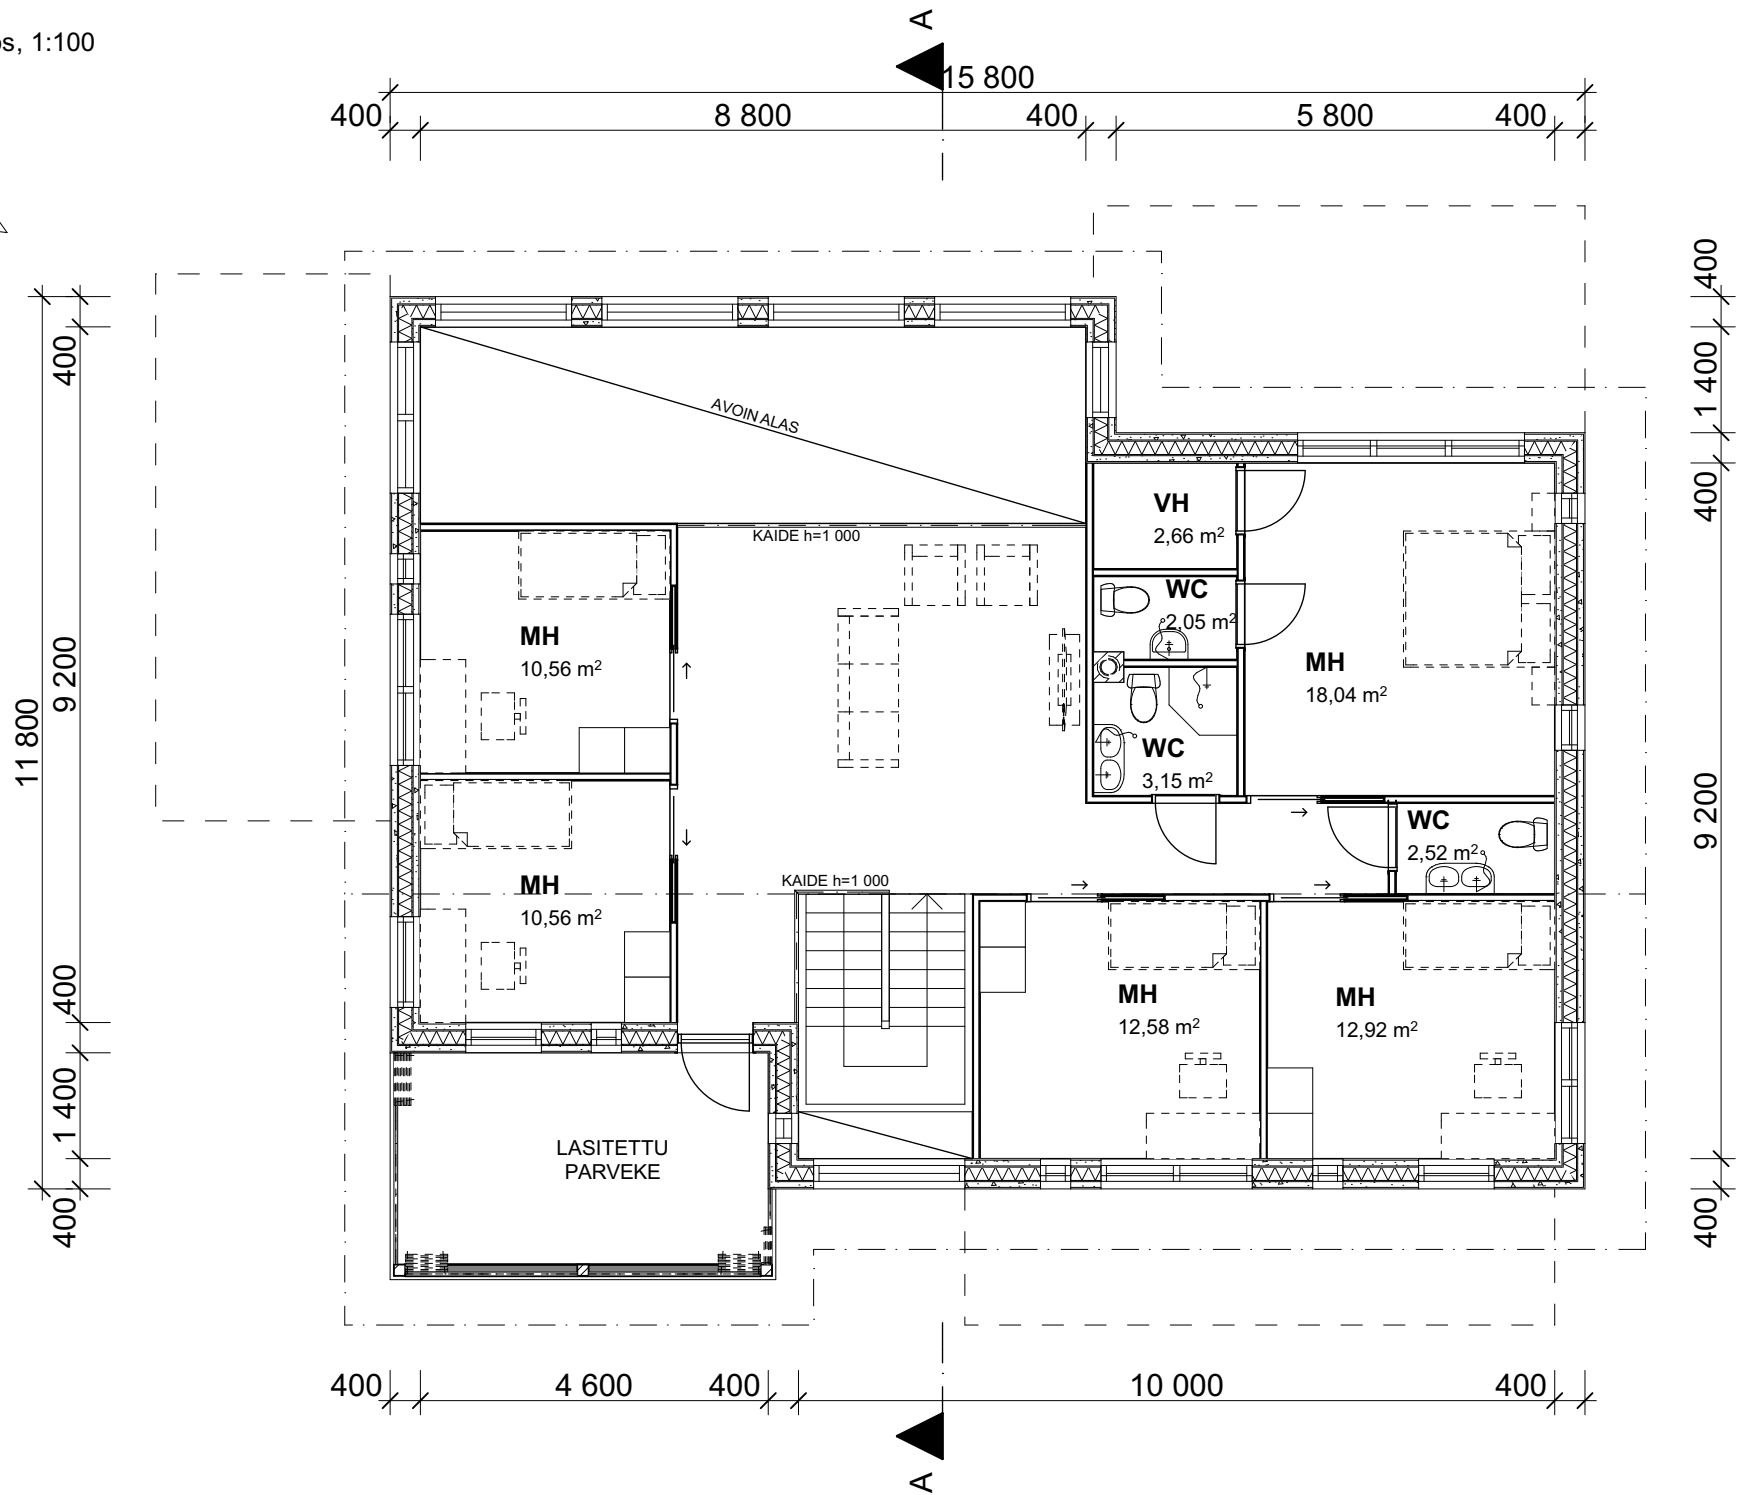 1:100
A
15 800
400 8 800 400 5 800 400
400
1 400
400
9 200
400
400
9 200
11 800
400
1 400
400
AVOIN ALAS
KAIDE h=1 000
VH
2,66 m²
WC
2,05 m²
MH
10,56 m²
MH
18,04 m²
WC
3,15 m²
WC
2,52 m²
KAIDE h=1 000
MH
10,56 m²
MH
12,58 m²
MH
12,92 m²
LASITETTU
PARVEKE
400 4 600 400 10 000 400
A